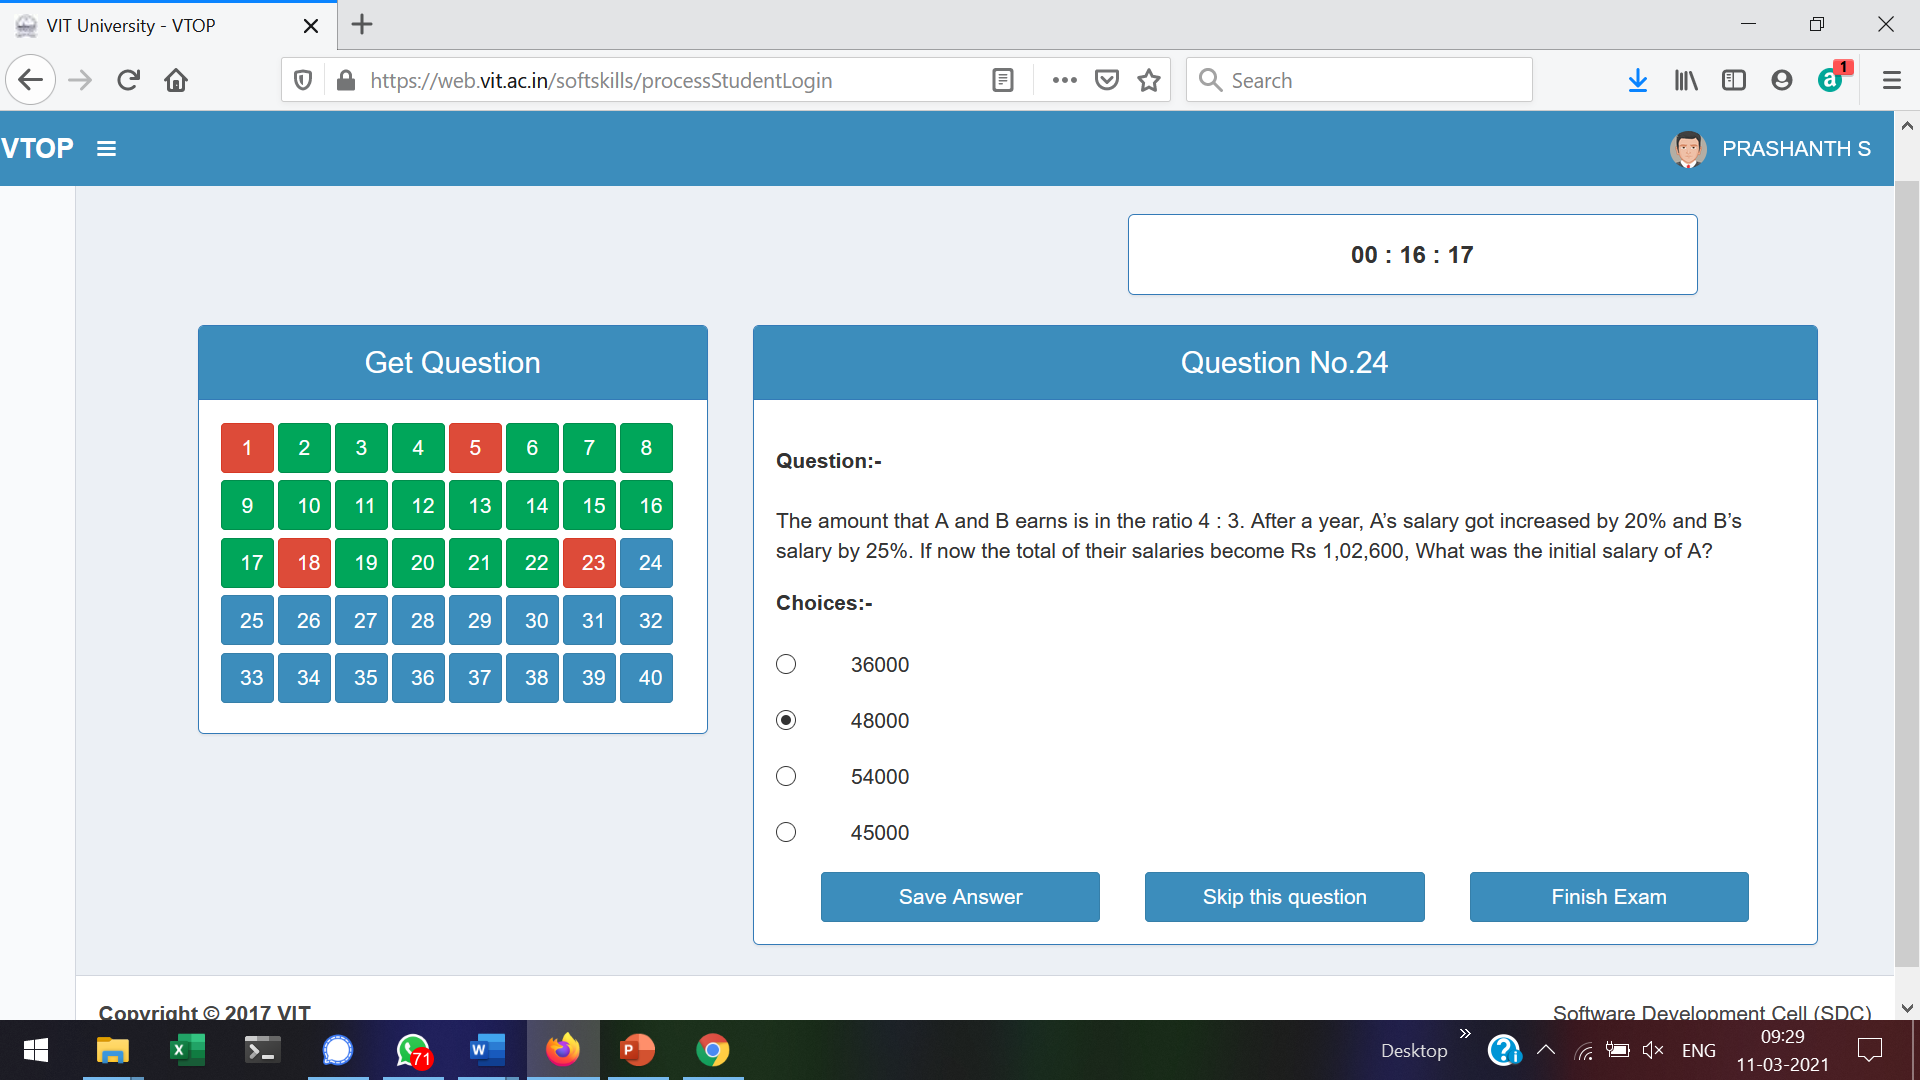 VIT University - VTOP
https://web.vit.ac.in/softskills/processStudentLogin
Search
1
VTOP
PRASHANTH S
00 : 16 : 17
Get Question
1 2 3 4 5 6 7 8
9 10 11 12 13 14 15 16
17 18 19 20 21 22 23 24
25 26 27 28 29 30 31 32
33 34 35 36 37 38 39 40
Question No.24
Question:-
The amount that A and B earns is in the ratio 4 : 3. After a year, A’s salary got increased by 20% and B’s
salary by 25%. If now the total of their salaries become Rs 1,02,600, What was the initial salary of A?
Choices:-
36000
48000
54000
45000
Save Answer Skip this question Finish Exam
Copyright © 2017 VIT
Software Development Cell (SDC)
71
Desktop
ENG
09:29
11-03-2021